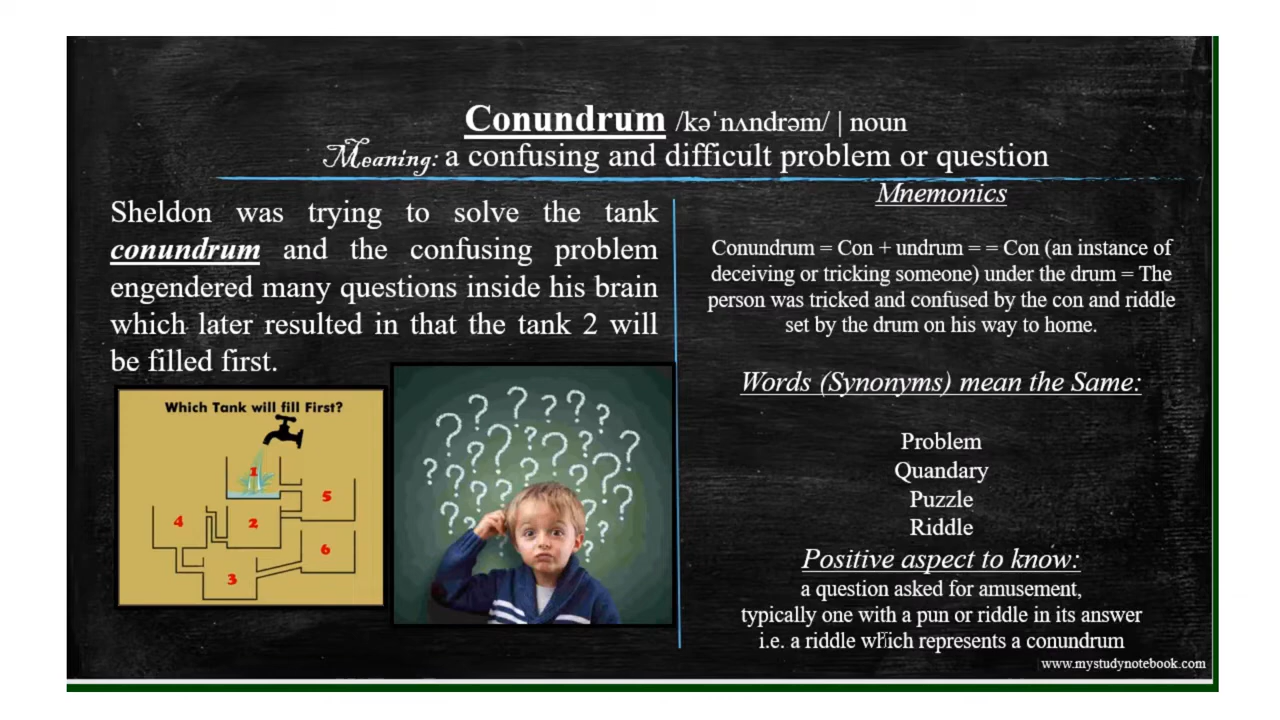 Conundrum /kəˈnʌndrəm/ | noun
Meaning: a confusing and difficult problem or question
Sheldon was trying to solve the tank
conundrum and the confusing problem
engendered many questions inside his brain
which later resulted in that the tank 2 will
be filled first.
Which Tank will fill First?
1
5
4
2
6
3
? ? ? ? ? ? ? ? ? ? ? ? ? ? ? ? ? ? ? ? ? ? ? ?
Mnemonics
Conundrum = Con + undrum = = Con (an instance of
deceiving or tricking someone) under the drum = The
person was tricked and confused by the con and riddle
set by the drum on his way to home.
Words (Synonyms) mean the Same:
Problem
Quandary
Puzzle
Riddle
Positive aspect to know:
a question asked for amusement,
typically one with a pun or riddle in its answer
i.e. a riddle which represents a conundrum
www.mystudynotebook.com